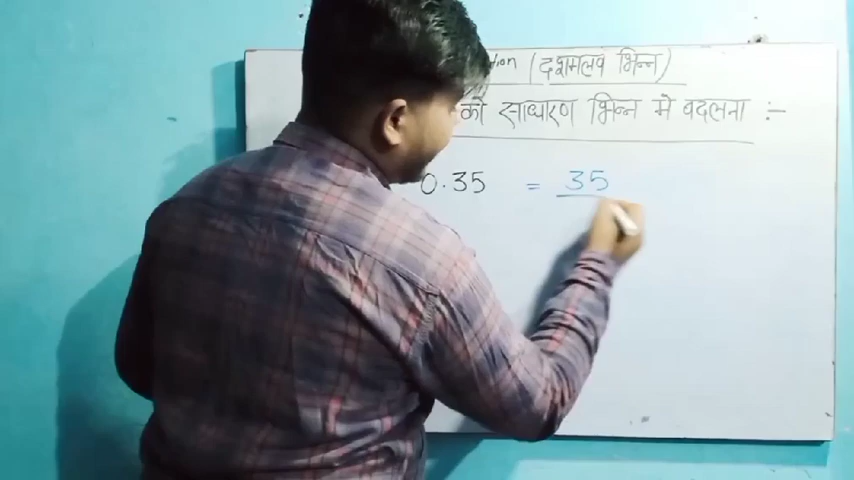 (दशमलव भिन्न)
को साधारण भिन्न मे बदलना :-
0.35 = 35